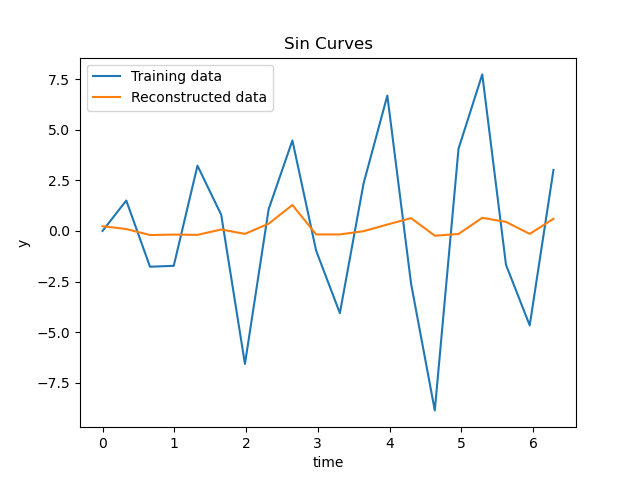 Sin Curves
Training data
Reconstructed data
7.5
5.0
2.5
0.0
−2.5
−5.0
−7.5
y
0 1 2 3 4 5 6
time